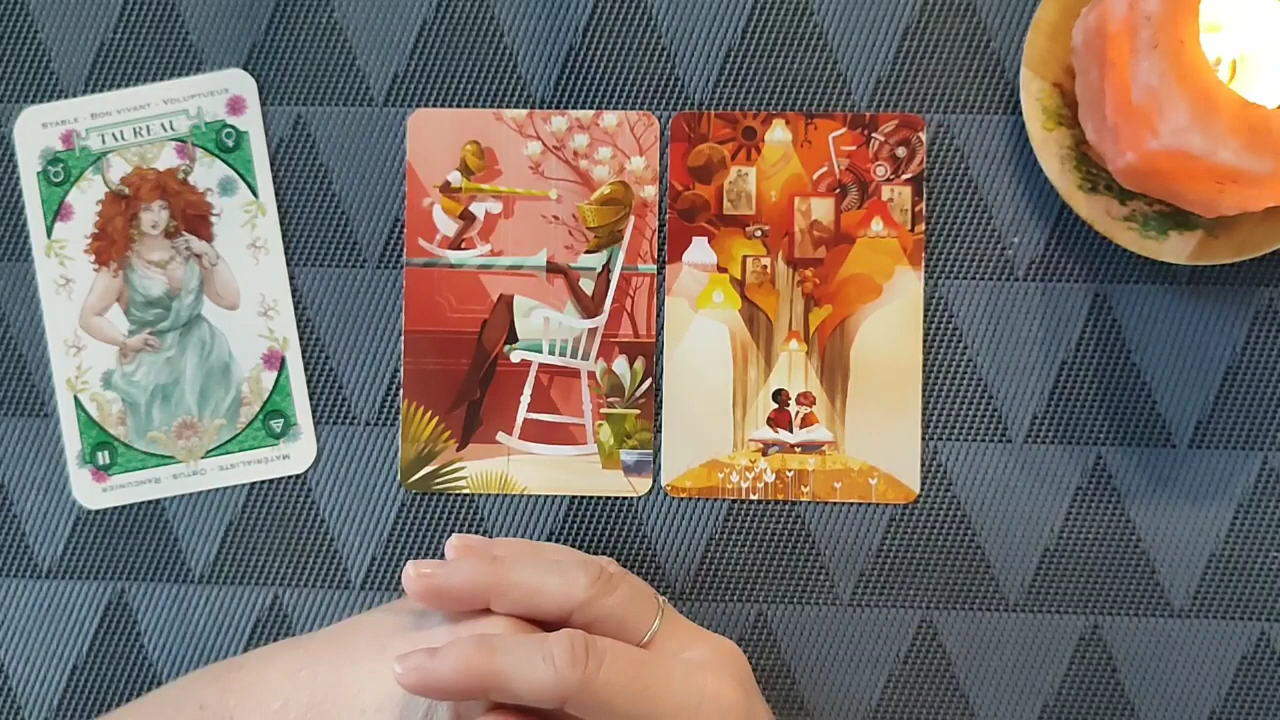 STABLE - BON VIVANT - VOLUPTUEUX
TAUREAU
MATÉRIALISTE - OBTUS - RANCUNIER